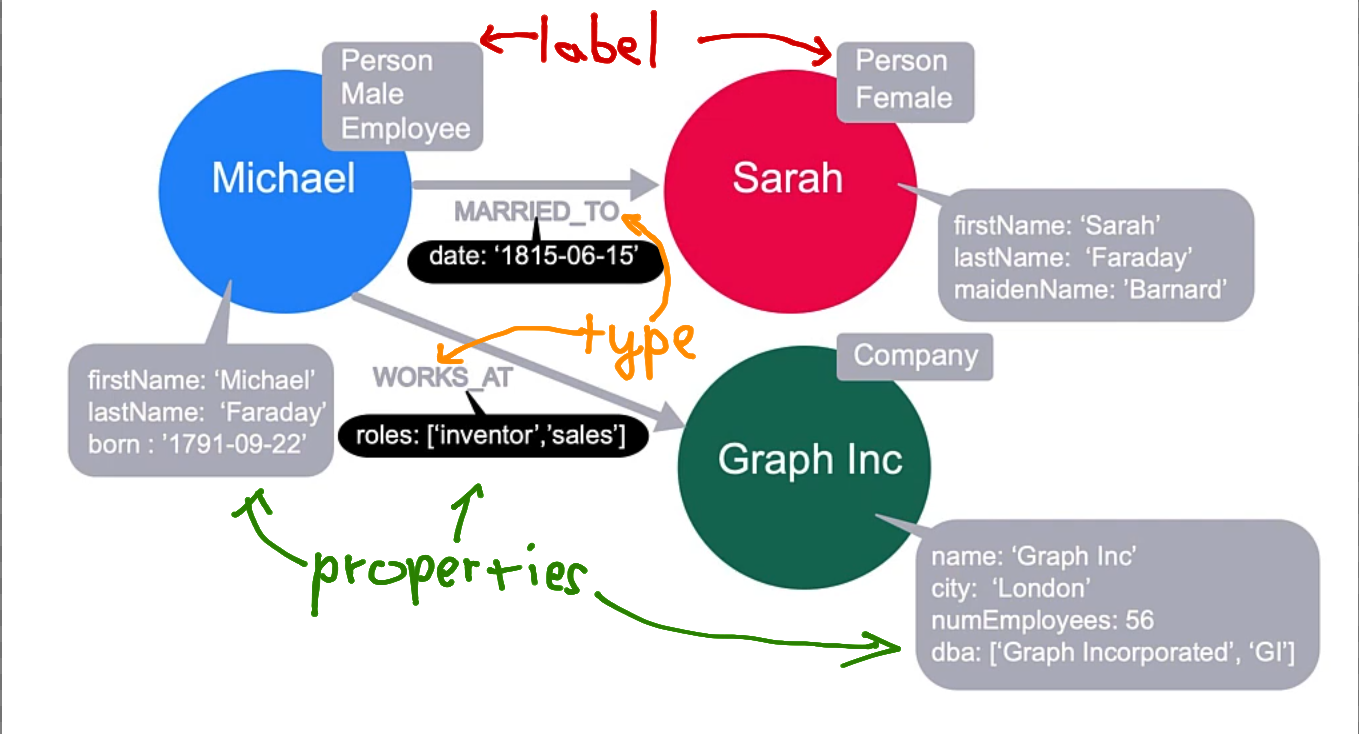 label
Person
Male
Employee
Person
Female
Michael
Sarah
MARRIED_TO
date: ‘1815-06-15’
firstName: ‘Sarah’
lastName: ‘Faraday’
maidenName: ’Barnard’
type
Company
firstName: ‘Michael’
lastName: ‘Faraday’
born : ’1791-09-22’
WORKS_AT
roles: [‘inventor’,’sales’]
Graph Inc
properties
name: ‘Graph Inc’
city: ‘London’
numEmployees: 56
dba: [‘Graph Incorporated’, ‘GI’]